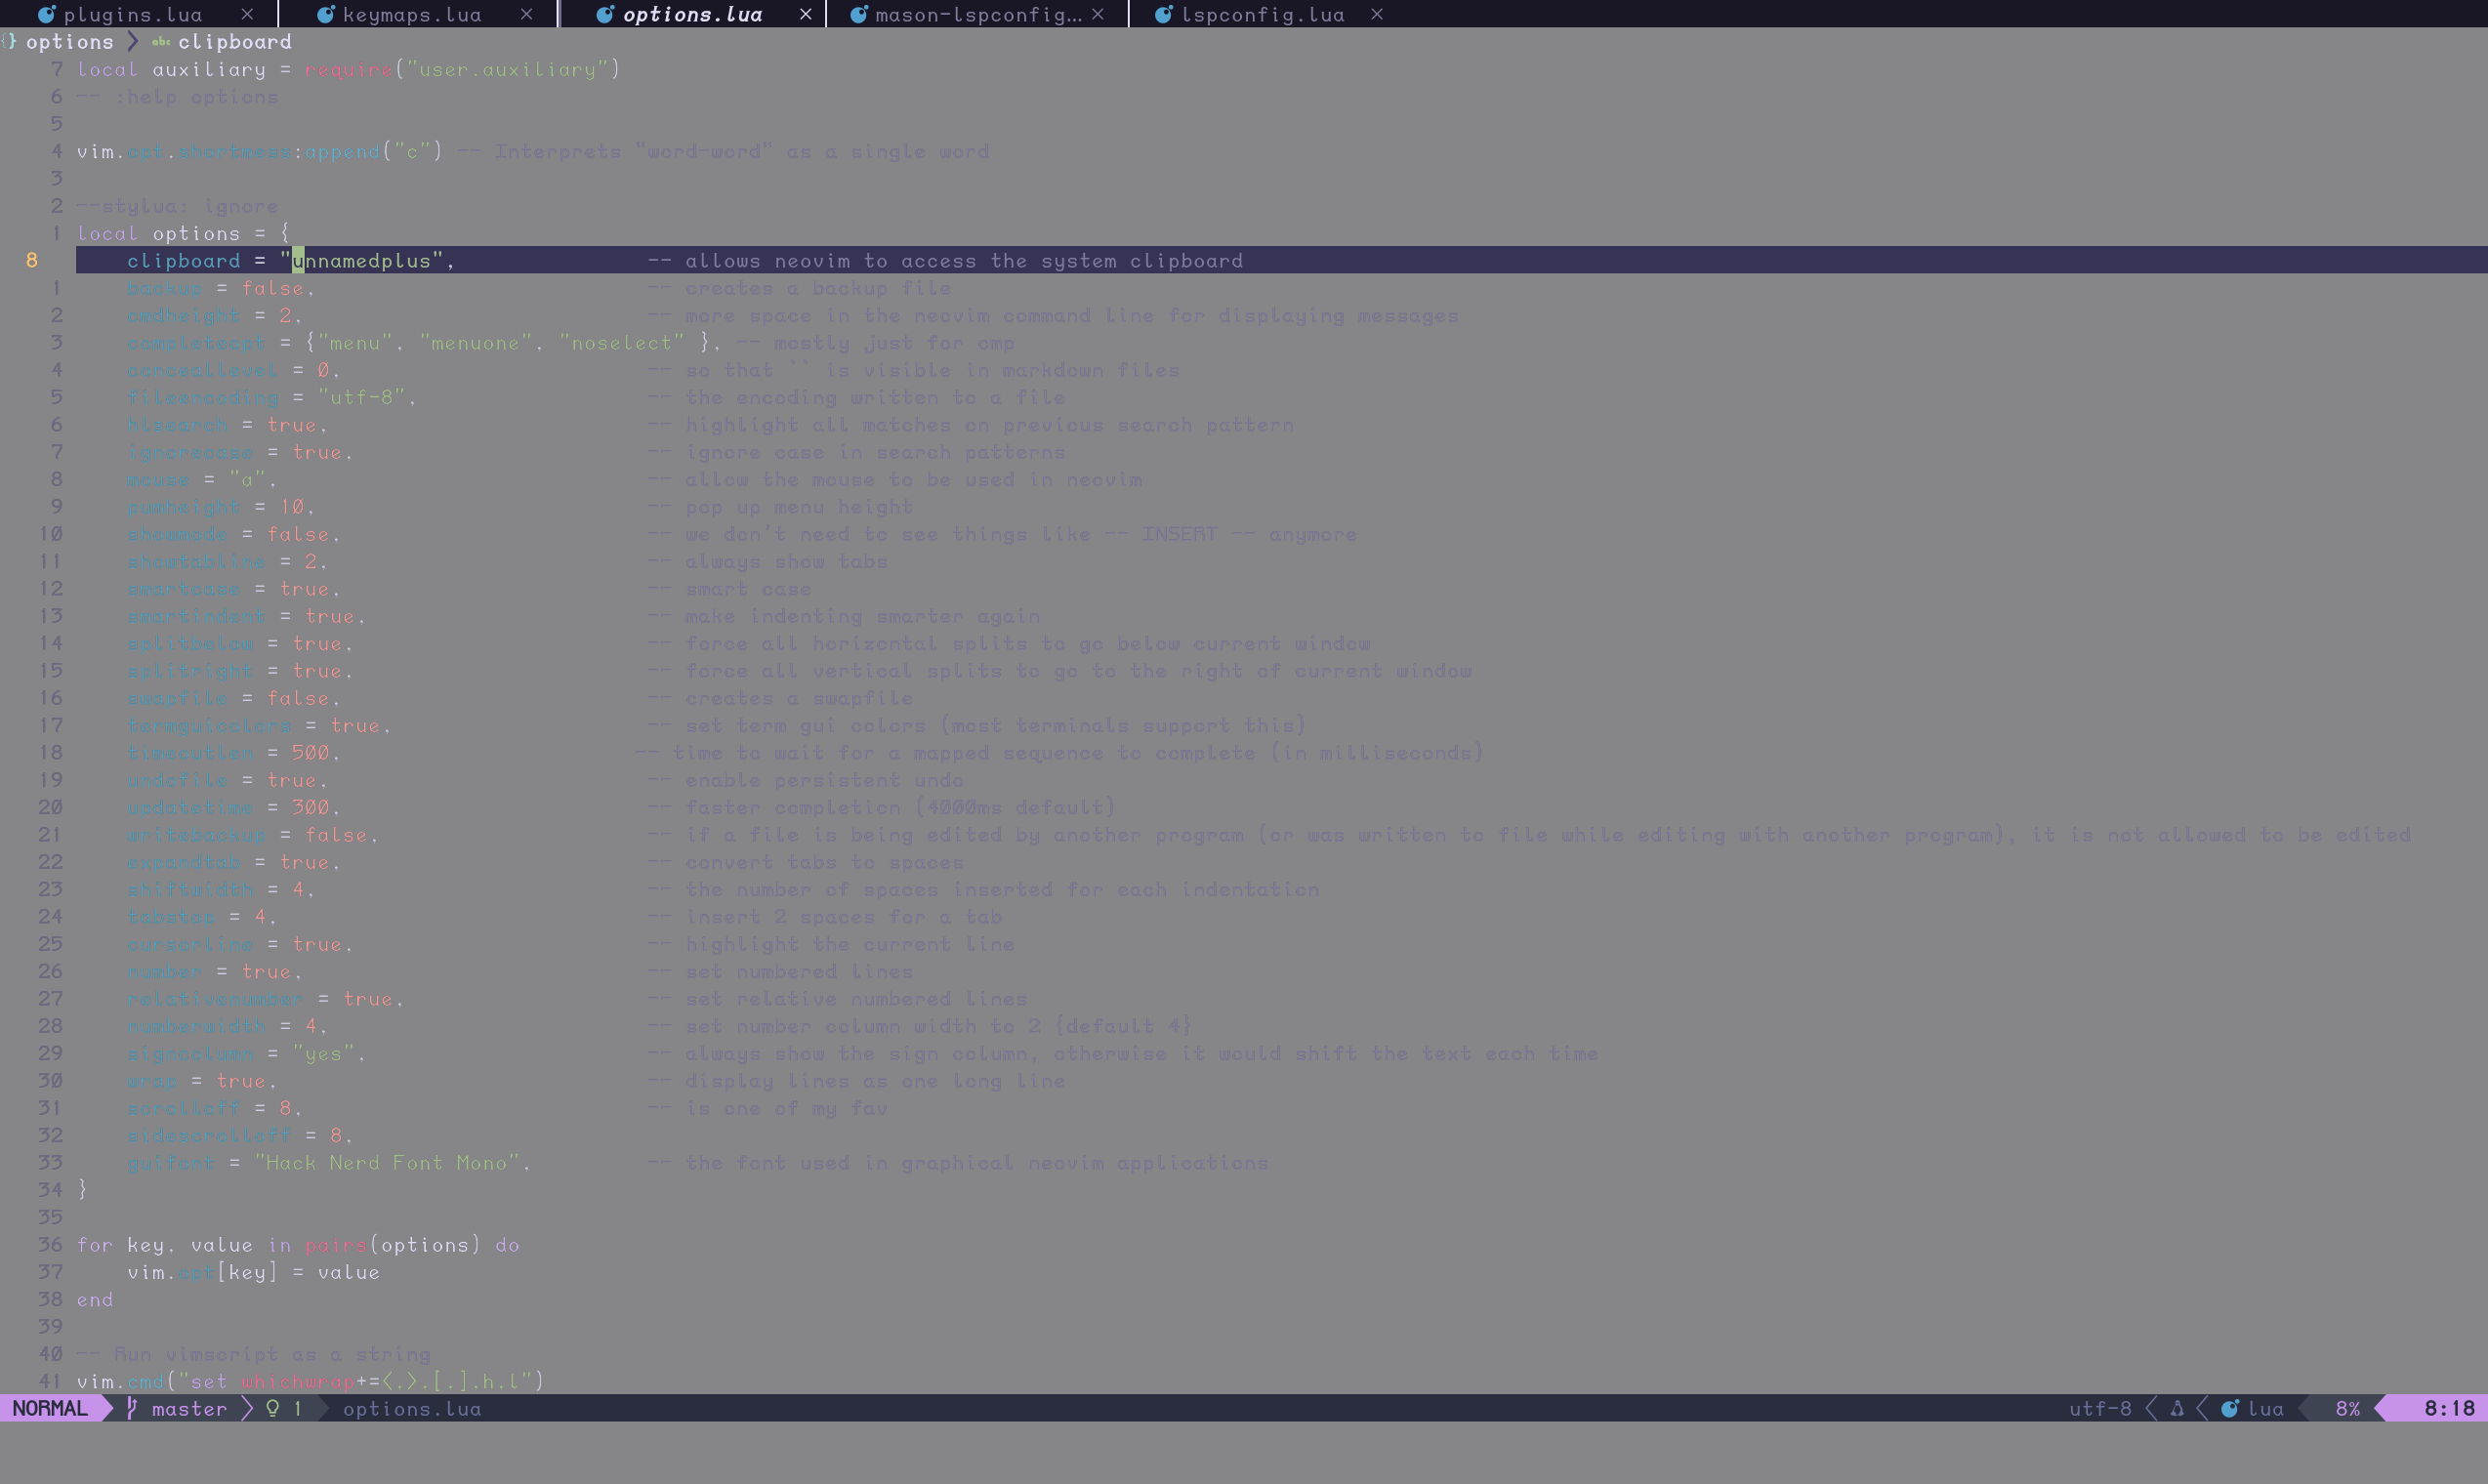 plugins.lua × keymaps.lua × options.lua × mason-lspconfig… × lspconfig.lua ×
{} options > abc clipboard
7 local auxiliary = require("user.auxiliary")
6 -- :help options
5
4 vim.opt.shortmess:append("c") -- Interprets "word-word" as a single word
3
2 --stylua: ignore
1 local options = {
8 clipboard = "unnamedplus", -- allows neovim to access the system clipboard
1 backup = false, -- creates a backup file
2 cmdheight = 2, -- more space in the neovim command line for displaying messages
3 completeopt = {"menu", "menuone", "noselect" }, -- mostly just for cmp
4 conceallevel = 0, -- so that `` is visible in markdown files
5 fileencoding = "utf-8", -- the encoding written to a file
6 hlsearch = true, -- highlight all matches on previous search pattern
7 ignorecase = true, -- ignore case in search patterns
8 mouse = "a", -- allow the mouse to be used in neovim
9 pumheight = 10, -- pop up menu height
10 showmode = false, -- we don't need to see things like -- INSERT -- anymore
11 showtabline = 2, -- always show tabs
12 smartcase = true, -- smart case
13 smartindent = true, -- make indenting smarter again
14 splitbelow = true, -- force all horizontal splits to go below current window
15 splitright = true, -- force all vertical splits to go to the right of current window
16 swapfile = false, -- creates a swapfile
17 termguicolors = true, -- set term gui colors (most terminals support this)
18 timeoutlen = 500, -- time to wait for a mapped sequence to complete (in milliseconds)
19 undofile = true, -- enable persistent undo
20 updatetime = 300, -- faster completion (4000ms default)
21 writebackup = false, -- if a file is being edited by another program (or was written to file while editing with another program), it is not allowed to be edited
22 expandtab = true, -- convert tabs to spaces
23 shiftwidth = 4, -- the number of spaces inserted for each indentation
24 tabstop = 4, -- insert 2 spaces for a tab
25 cursorline = true, -- highlight the current line
26 number = true, -- set numbered lines
27 relativenumber = true, -- set relative numbered lines
28 numberwidth = 4, -- set number column width to 2 {default 4}
29 signcolumn = "yes", -- always show the sign column, otherwise it would shift the text each time
30 wrap = true, -- display lines as one long line
31 scrolloff = 8, -- is one of my fav
32 sidescrolloff = 8,
33 guifont = "Hack Nerd Font Mono", -- the font used in graphical neovim applications
34 }
35
36 for key, value in pairs(options) do
37 vim.opt[key] = value
38 end
39
40 -- Run vimscript as a string
41 vim.cmd("set whichwrap+=<,>,[,],h,l")
NORMAL master 1 options.lua utf-8 lua 8% 8:18